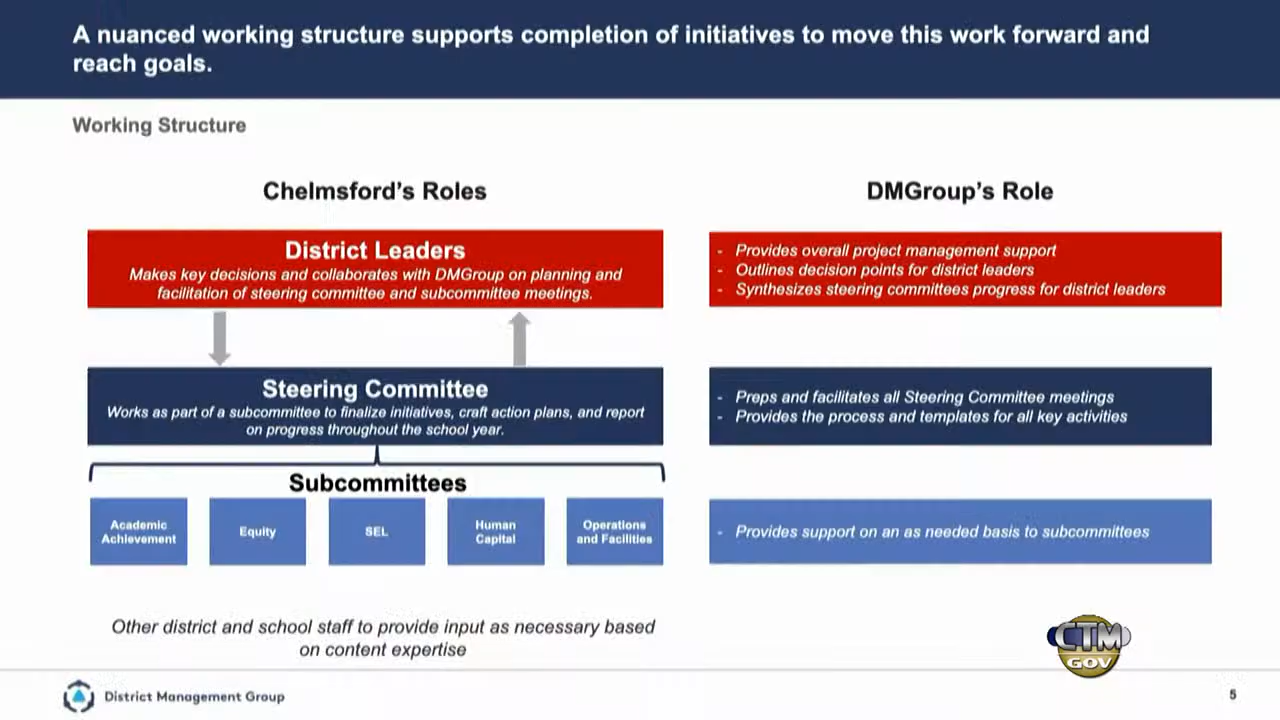 A nuanced working structure supports completion of initiatives to move this work forward and
reach goals.
Working Structure
Chelmsford's Roles
District Leaders
Makes key decisions and collaborates with DMGroup on planning and
facilitation of steering committee and subcommittee meetings.
Steering Committee
Works as part of a subcommittee to finalize initiatives, craft action plans, and report
on progress throughout the school year.
Subcommittees
Academic
Achievement
Equity
SEL
Human
Capital
Operations
and Facilities
Other district and school staff to provide input as necessary based
on content expertise
DMGroup's Role
- Provides overall project management support
- Outlines decision points for district leaders
- Synthesizes steering committees progress for district leaders
- Preps and facilitates all Steering Committee meetings
- Provides the process and templates for all key activities
- Provides support on an as needed basis to subcommittees
CTM
GOV
District Management Group
5